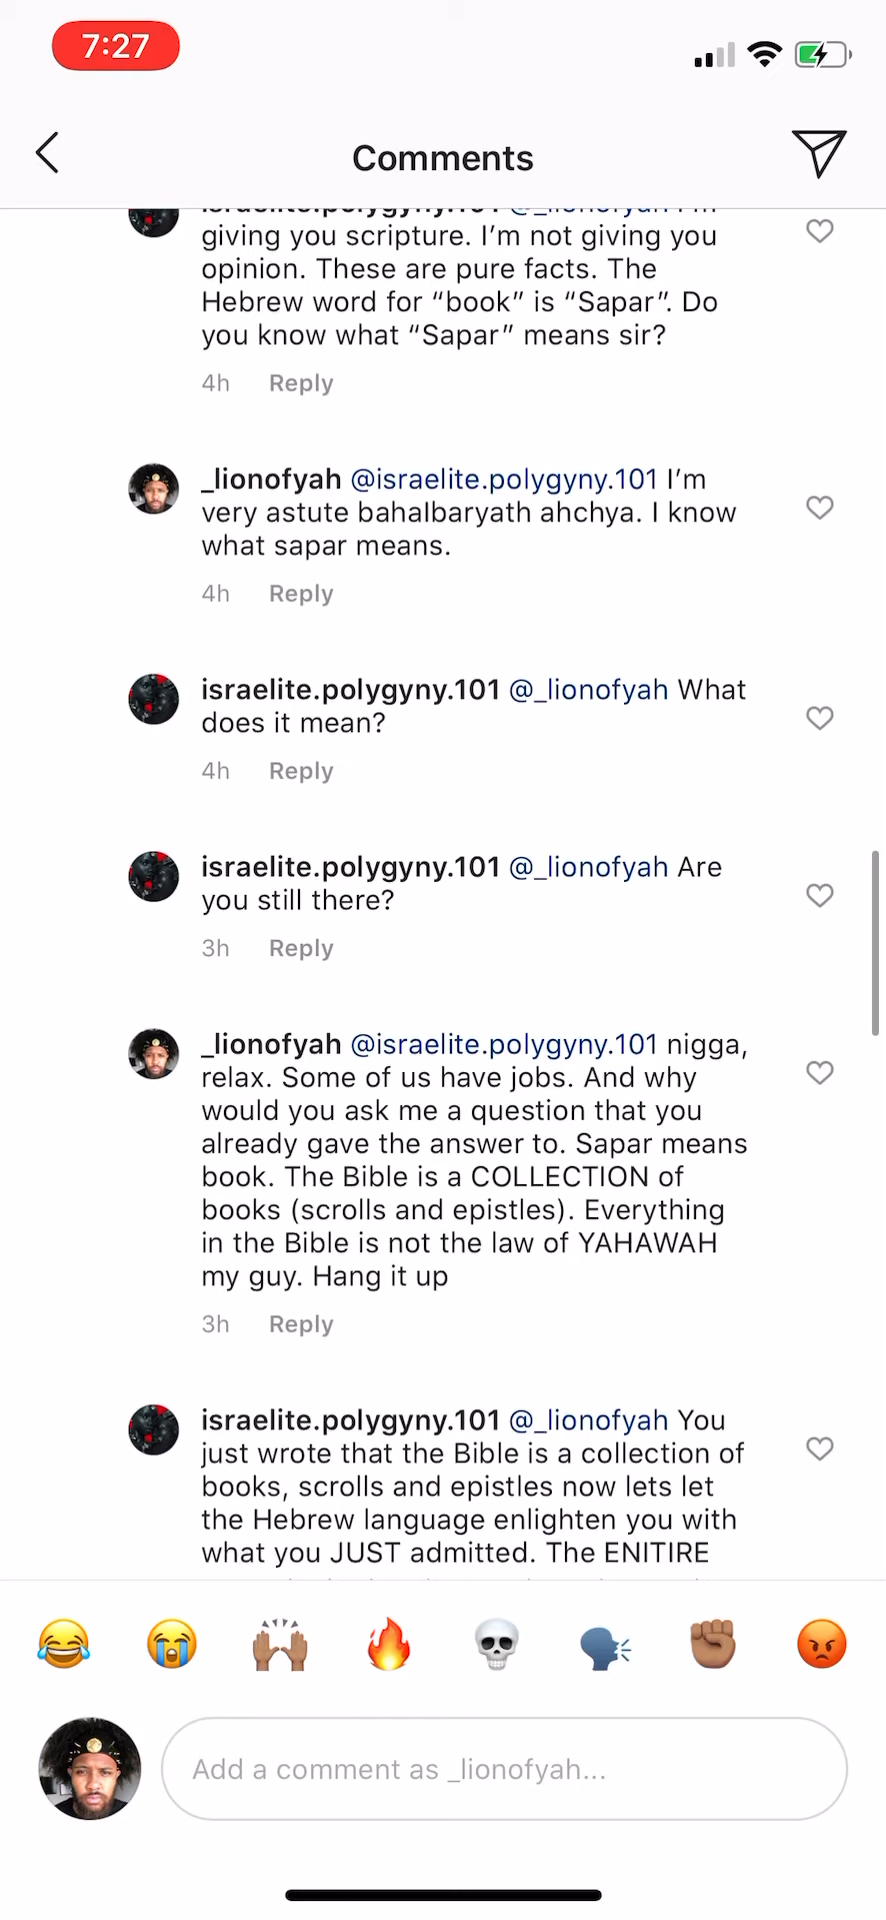 7:27
Comments
israelite.polygyny.101 @_lionofyah I'm
giving you scripture. I'm not giving you
opinion. These are pure facts. The
Hebrew word for “book” is “Sapar”. Do
you know what “Sapar” means sir?
4h Reply
_lionofyah @israelite.polygyny.101 I'm
very astute bahalbaryath ahchya. I know
what sapar means.
4h Reply
israelite.polygyny.101 @_lionofyah What
does it mean?
4h Reply
israelite.polygyny.101 @_lionofyah Are
you still there?
3h Reply
_lionofyah @israelite.polygyny.101 nigga,
relax. Some of us have jobs. And why
would you ask me a question that you
already gave the answer to. Sapar means
book. The Bible is a COLLECTION of
books (scrolls and epistles). Everything
in the Bible is not the law of YAHAWAH
my guy. Hang it up
3h Reply
israelite.polygyny.101 @_lionofyah You
just wrote that the Bible is a collection of
books, scrolls and epistles now lets let
the Hebrew language enlighten you with
what you JUST admitted. The ENITIRE
Add a comment as _lionofyah...